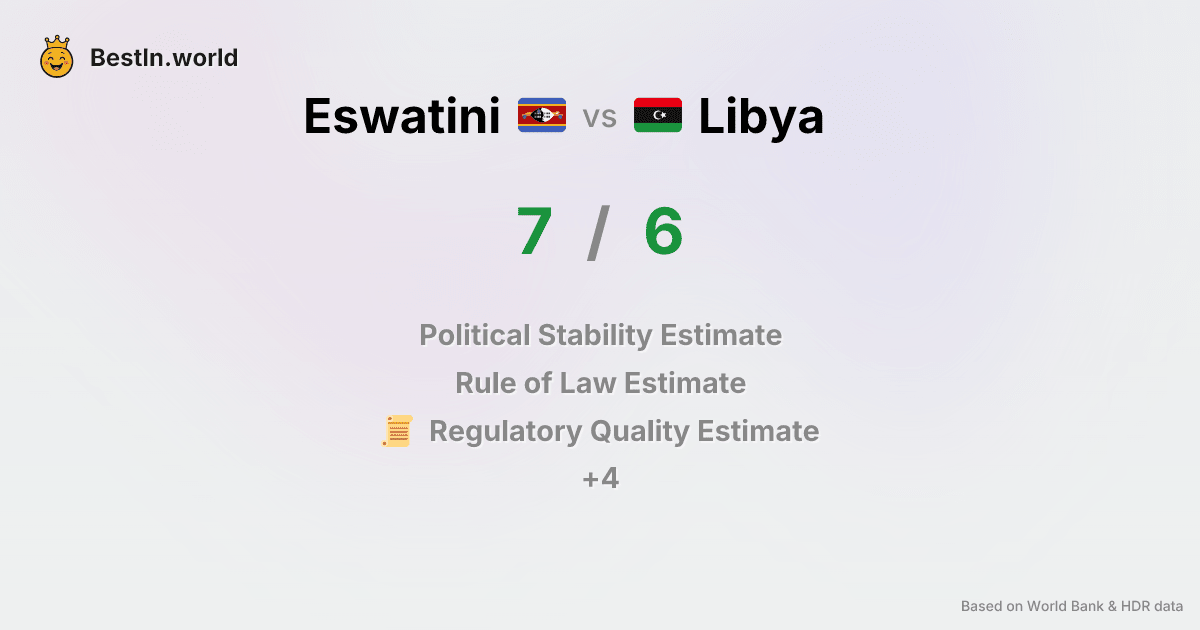 BestIn.world
Eswatini vs Libya
7 / 6
Political Stability Estimate
Rule of Law Estimate
Regulatory Quality Estimate
+4
Based on World Bank & HDR data